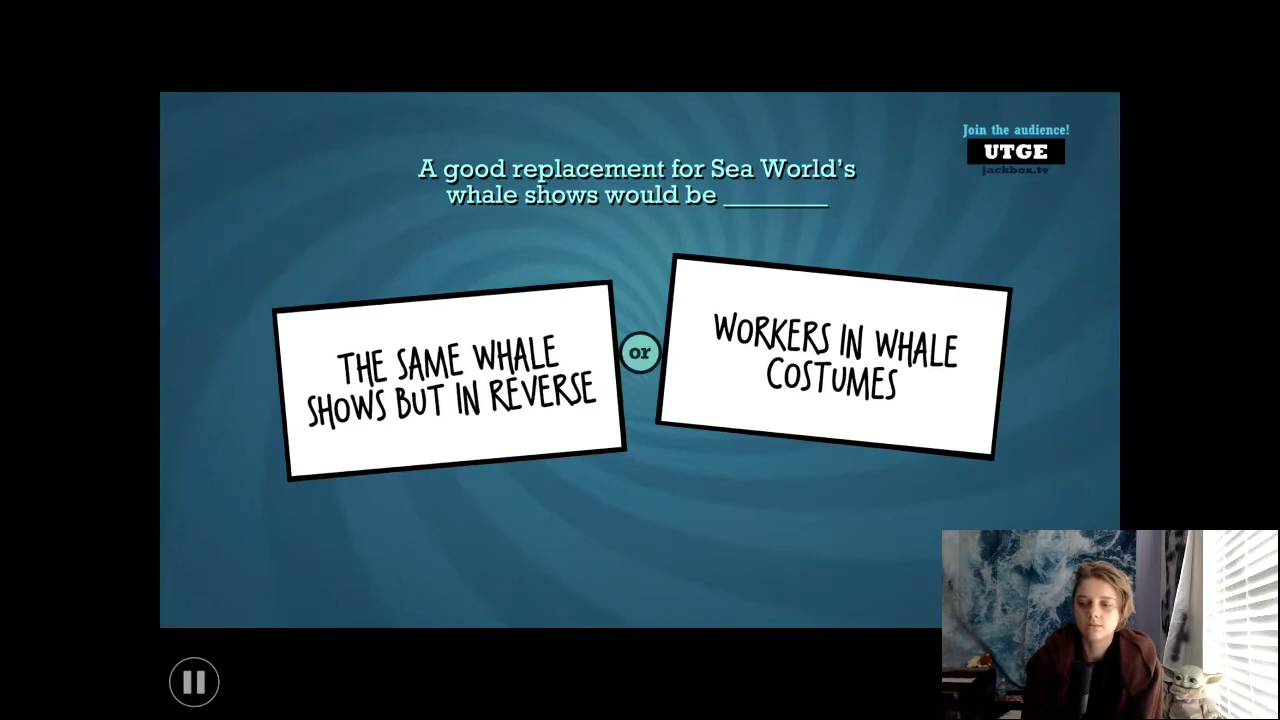 Join the audience!
UTGE
jackbox.tv
A good replacement for Sea World's
whale shows would be ________
THE SAME WHALE
SHOWS BUT IN REVERSE
or
WORKERS IN WHALE
COSTUMES